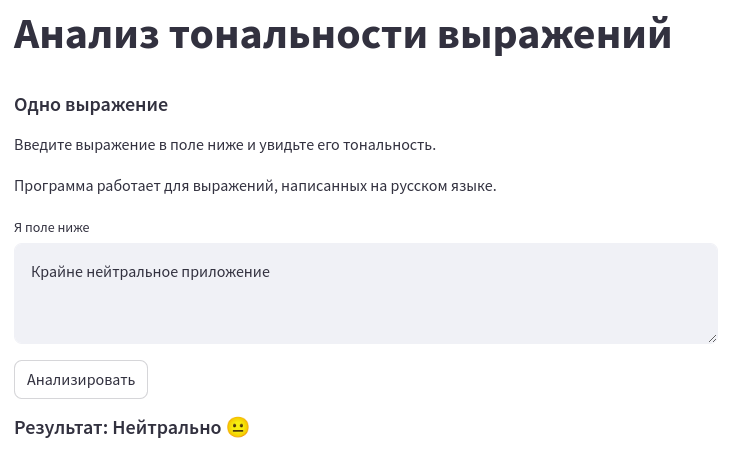 Анализ тональности выражений
Одно выражение
Введите выражение в поле ниже и увидьте его тональность.
Программа работает для выражений, написанных на русском языке.
Я поле ниже
Крайне нейтральное приложение
Анализировать
Результат: Нейтрально 😐